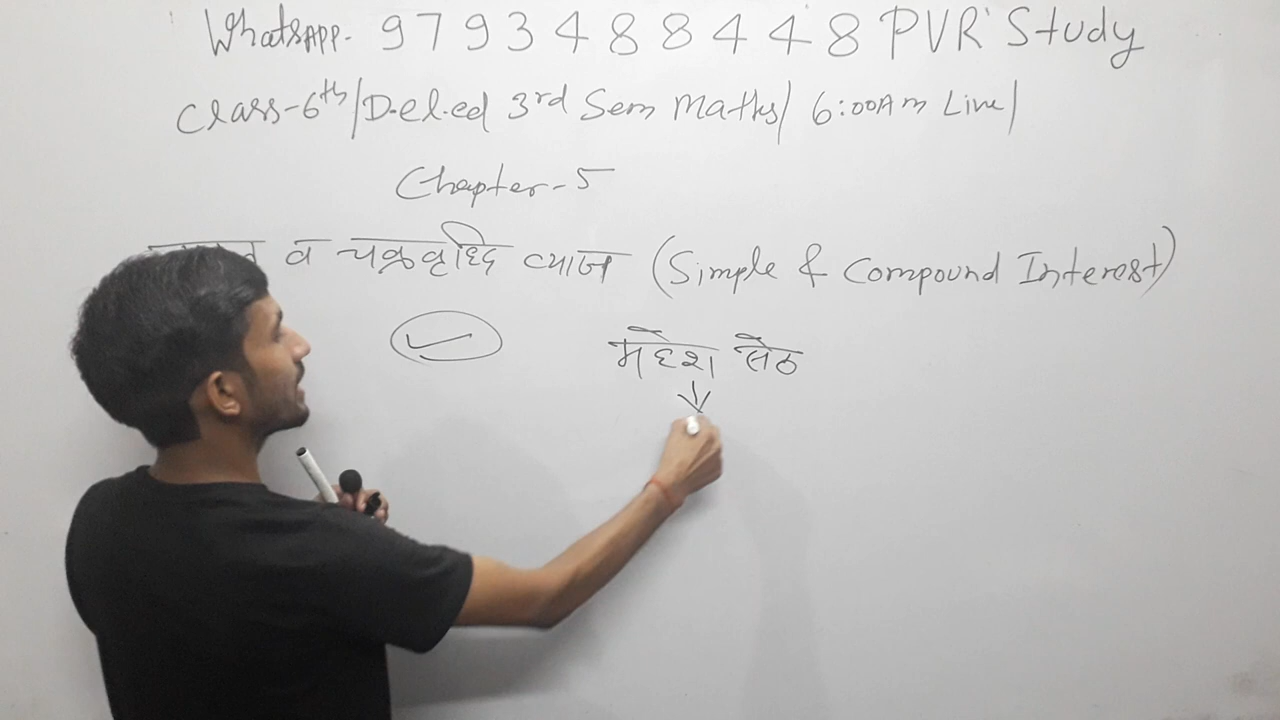 WhatsAPP- 9793488448 PVR Study
Class-6th/D.el.ed 3rd Sem Maths/ 6:00AM Live/
Chapter-5
व चक्रवृध्दि ब्याज (Simple & Compound Interest)
महेश सेठ